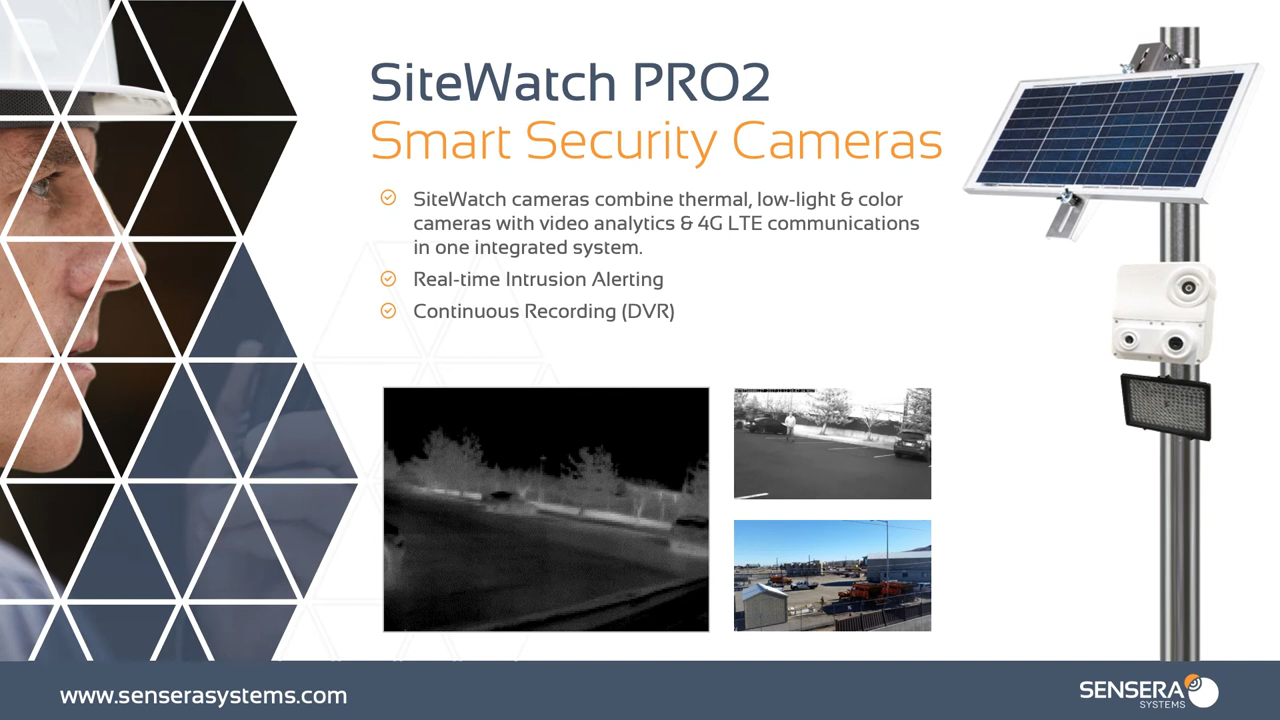 SiteWatch PRO2
Smart Security Cameras
SiteWatch cameras combine thermal, low-light & color
cameras with video analytics & 4G LTE communications
in one integrated system.
Real-time Intrusion Alerting
Continuous Recording (DVR)
www.senserasystems.com
SENSERA
SYSTEMS